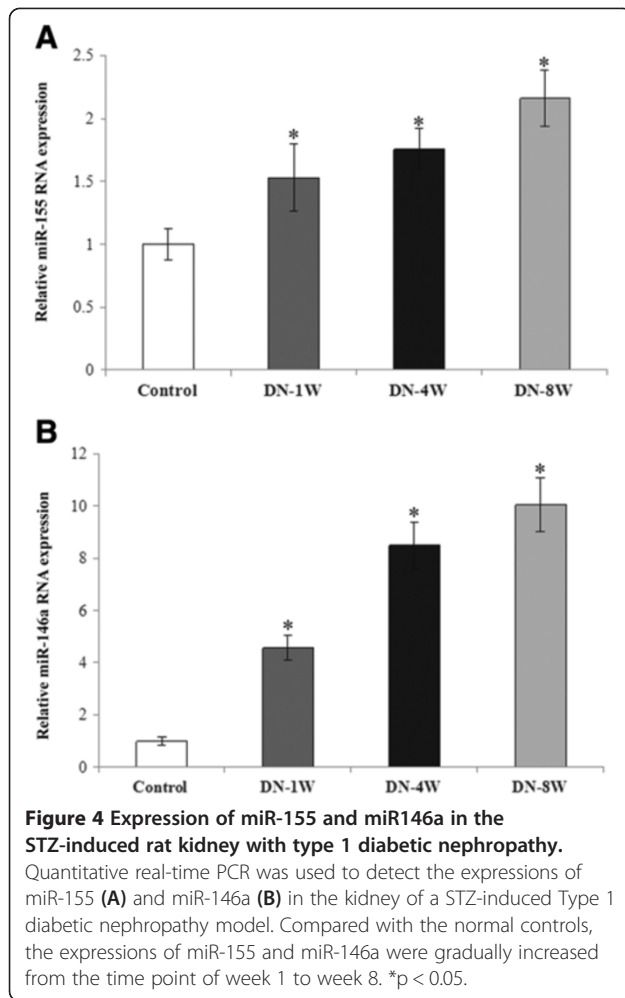 A
Relative miR-155 RNA expression
2.5
2
1.5
1
0.5
0
* * *
Control DN-1W DN-4W DN-8W
B
Relative miR-146a RNA expression
12
10
8
6
4
2
0
* * *
Control DN-1W DN-4W DN-8W
Figure 4 Expression of miR-155 and miR146a in the
STZ-induced rat kidney with type 1 diabetic nephropathy.
Quantitative real-time PCR was used to detect the expressions of
miR-155 (A) and miR-146a (B) in the kidney of a STZ-induced Type 1
diabetic nephropathy model. Compared with the normal controls,
the expressions of miR-155 and miR-146a were gradually increased
from the time point of week 1 to week 8. *p < 0.05.